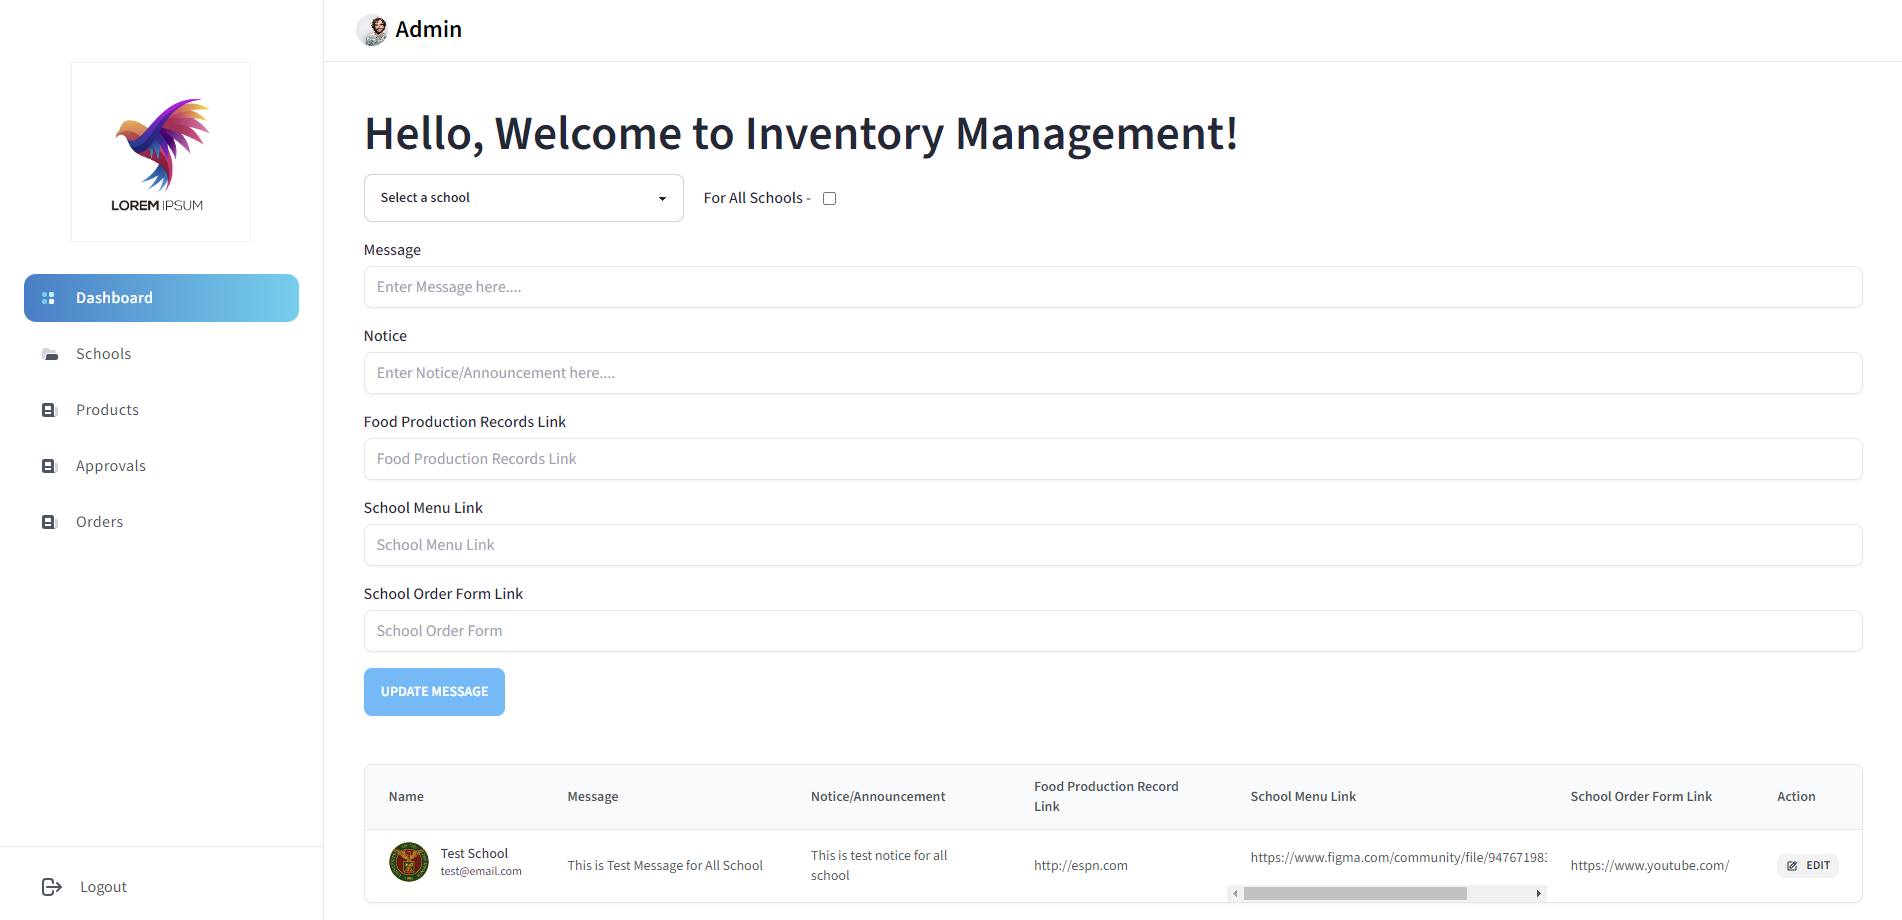 Admin
LOREM IPSUM
Dashboard
Schools
Products
Approvals
Orders
Logout
Hello, Welcome to Inventory Management!
Select a school
For All Schools -
Message
Enter Message here....
Notice
Enter Notice/Announcement here....
Food Production Records Link
Food Production Records Link
School Menu Link
School Menu Link
School Order Form Link
School Order Form
UPDATE MESSAGE
Name Message Notice/Announcement Food Production Record School Menu Link School Order Form Link Action
Link
Test School
test@email.com
This is Test Message for All School
This is test notice for all
school
http://espn.com
https://www.figma.com/community/file/94767198
https://www.youtube.com/
EDIT